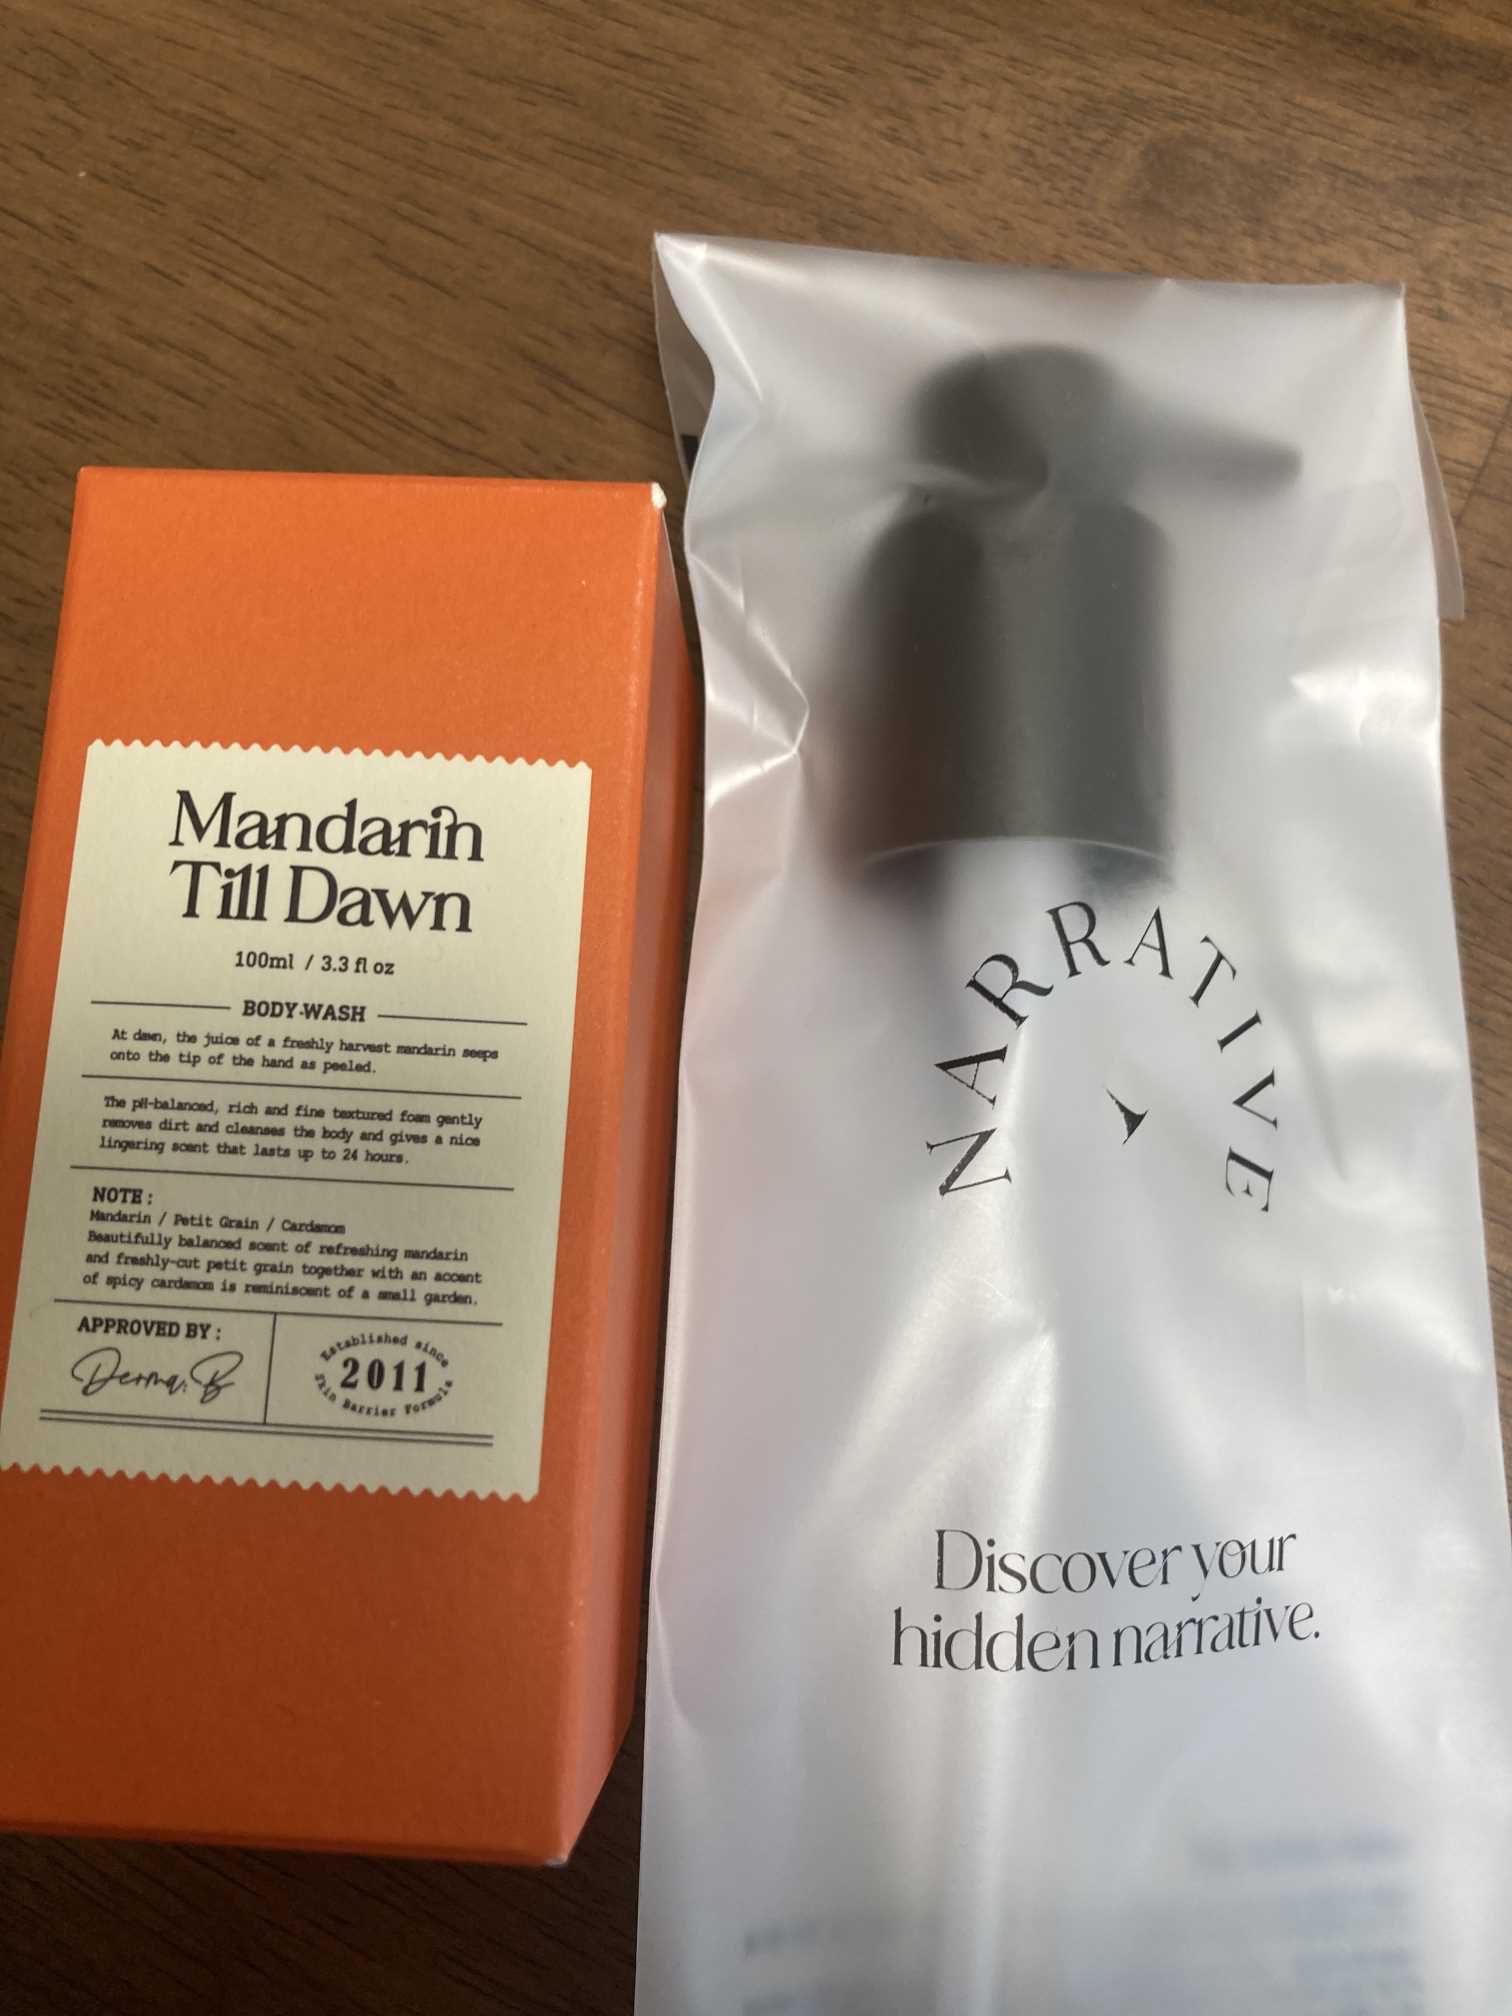 Mandarin
Till Dawn
100ml / 3.3 fl oz
BODY-WASH
At dawn, the juice of a freshly harvest mandarin seeps
onto the tip of the hand as peeled.
The pH-balanced, rich and fine textured foam gently
removes dirt and cleanses the body and gives a nice
lingering scent that lasts up to 24 hours.
NOTE :
Mandarin / Petit Grain / Cardamom
Beautifully balanced scent of refreshing mandarin
and freshly-cut petit grain together with an accent
of spicy cardamom is reminiscent of a small garden.
APPROVED BY :
Derma:B
Established since
2011
Skin Barrier Formula
NARRATIVE
Discover your
hidden narrative.